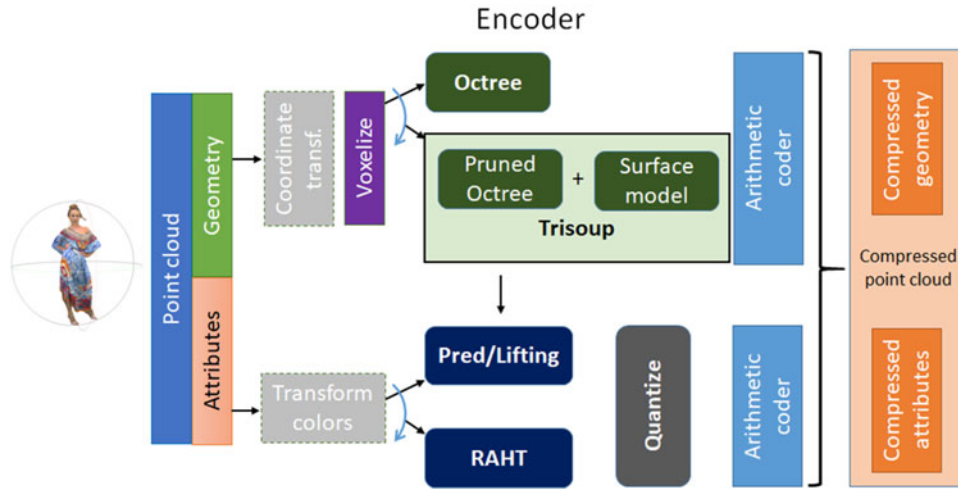 Encoder
Point cloud
Geometry
Attributes
Coordinate
transf.
Voxelize
Octree
Pruned
Octree
+
Surface
model
Trisoup
Arithmetic
coder
Transform
colors
Pred/Lifting
RAHT
Quantize
Arithmetic
coder
Compressed
geometry
Compressed
point cloud
Compressed
attributes